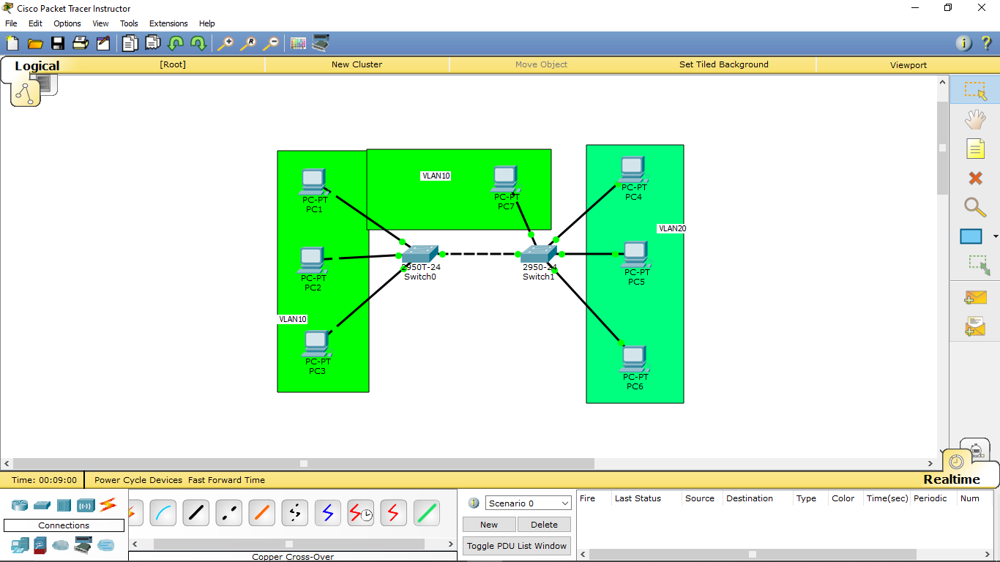 Cisco Packet Tracer Instructor
File Edit Options View Tools Extensions Help
Logical [Root] New Cluster Move Object Set Tiled Background Viewport
VLAN10
PC-PT
PC1
PC-PT
PC7
PC-PT
PC4
VLAN20
PC-PT
PC2
2950T-24
Switch0
2950-24
Switch1
PC-PT
PC5
VLAN10
PC-PT
PC3
PC-PT
PC6
Realtime
Time: 00:09:00 Power Cycle Devices Fast Forward Time
Connections
Copper Cross-Over
Scenario 0
New Delete
Toggle PDU List Window
Fire Last Status Source Destination Type Color Time(sec) Periodic Num